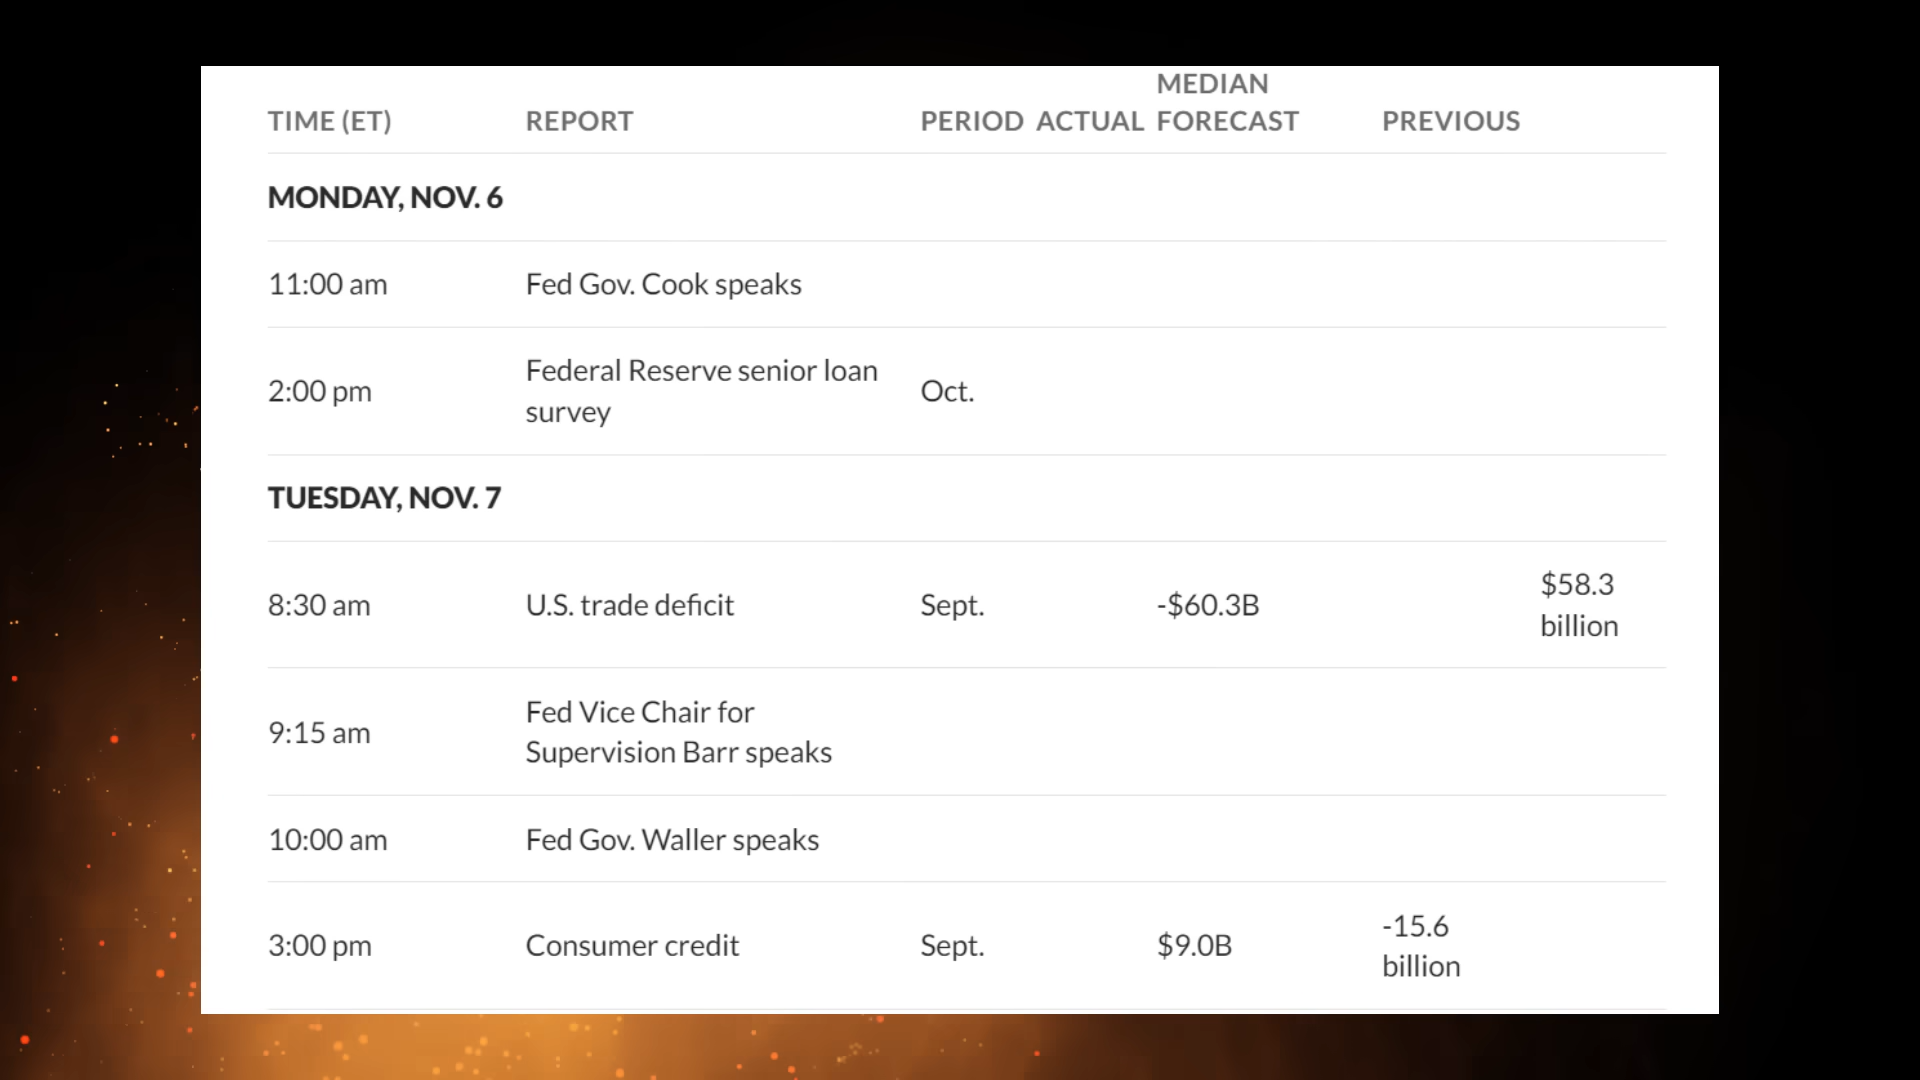 TIME (ET) REPORT PERIOD ACTUAL MEDIAN FORECAST PREVIOUS
MONDAY, NOV. 6
11:00 am Fed Gov. Cook speaks
2:00 pm Federal Reserve senior loan survey Oct.
TUESDAY, NOV. 7
8:30 am U.S. trade deficit Sept. -$60.3B $58.3 billion
9:15 am Fed Vice Chair for Supervision Barr speaks
10:00 am Fed Gov. Waller speaks
3:00 pm Consumer credit Sept. $9.0B -15.6 billion